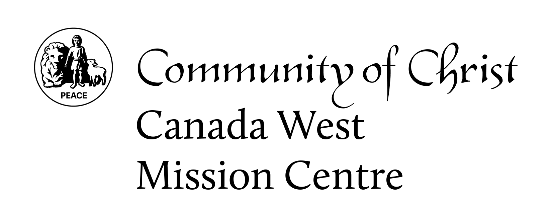 PEACE
Community of Christ
Canada West
Mission Centre